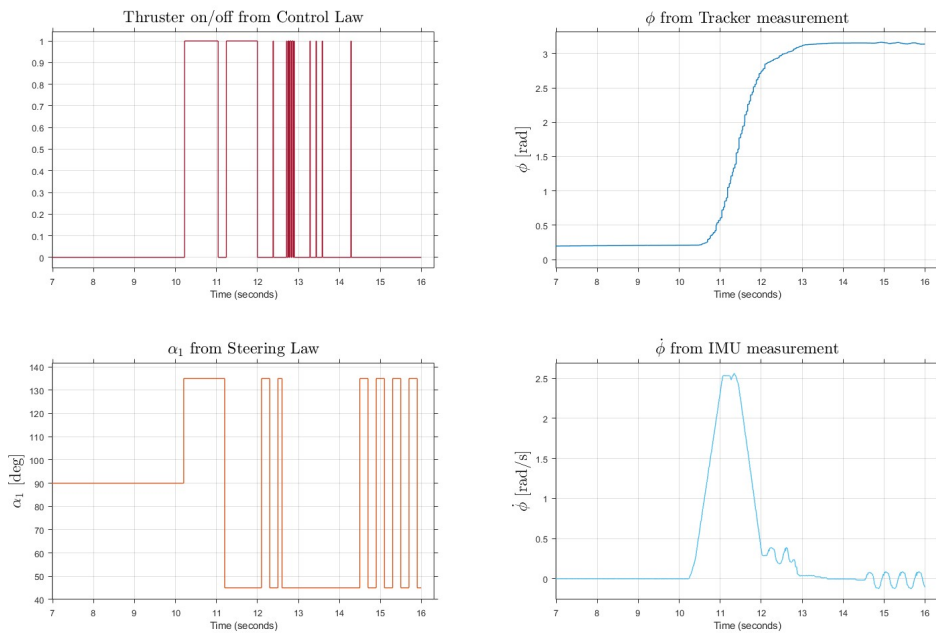 Thruster on/off from Control Law
1
0.9
0.8
0.7
0.6
0.5
0.4
0.3
0.2
0.1
0
7 8 9 10 11 12 13 14 15 16
Time (seconds)
ϕ from Tracker measurement
ϕ [rad]
3
2.5
2
1.5
1
0.5
0
7 8 9 10 11 12 13 14 15 16
Time (seconds)
α₁ from Steering Law
α₁ [deg]
140
130
120
110
100
90
80
70
60
50
40
7 8 9 10 11 12 13 14 15 16
Time (seconds)
ϕ̇ from IMU measurement
ϕ̇ [rad/s]
2.5
2
1.5
1
0.5
0
7 8 9 10 11 12 13 14 15 16
Time (seconds)